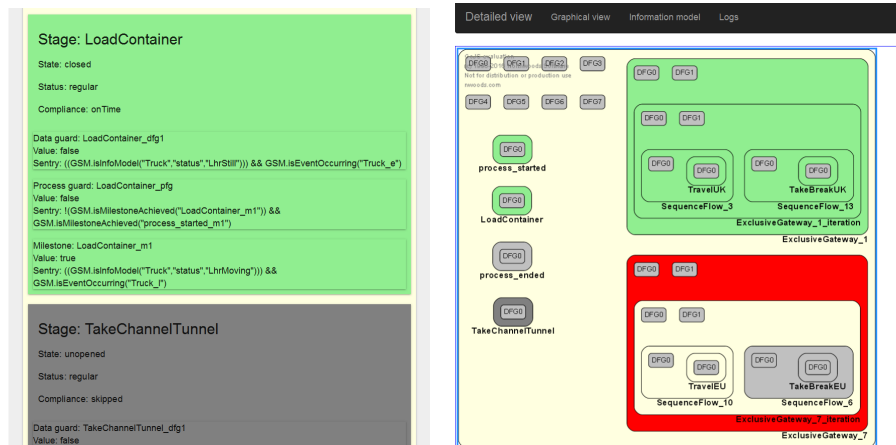 Stage: LoadContainer
State: closed
Status: regular
Compliance: onTime
Data guard: LoadContainer_dfg1
Value: false
Sentry: ((GSM.isInfoModel("Truck","status","LhrStill"))) && GSM.isEventOccurring("Truck_e")
Process guard: LoadContainer_pfg
Value: false
Sentry: !(GSM.isMilestoneAchieved("LoadContainer_m1")) &&
GSM.isMilestoneAchieved("process_started_m1")
Milestone: LoadContainer_m1
Value: true
Sentry: ((GSM.isInfoModel("Truck","status","LhrMoving"))) &&
GSM.isEventOccurring("Truck_l")
Stage: TakeChannelTunnel
State: unopened
Status: regular
Compliance: skipped
Data guard: TakeChannelTunnel_dfg1
Value: false
Detailed view Graphical view Information model Logs
DFG0 DFG1 DFG2 DFG3
Not for distribution or production use
nwoods.com
DFG4 DFG5 DFG6 DFG7
DFG0
process_started
DFG0
LoadContainer
DFG0
process_ended
DFG0
TakeChannelTunnel
DFG0 DFG1
DFG0 DFG1
DFG0 DFG0 DFG0 DFG0
TravelUK TakeBreakUK
SequenceFlow_3 SequenceFlow_13
ExclusiveGateway_1_iteration
ExclusiveGateway_1
DFG0 DFG1
DFG0 DFG1
DFG0 DFG0 DFG0 DFG0
TravelEU TakeBreakEU
SequenceFlow_10 SequenceFlow_6
ExclusiveGateway_7_iteration
ExclusiveGateway_7